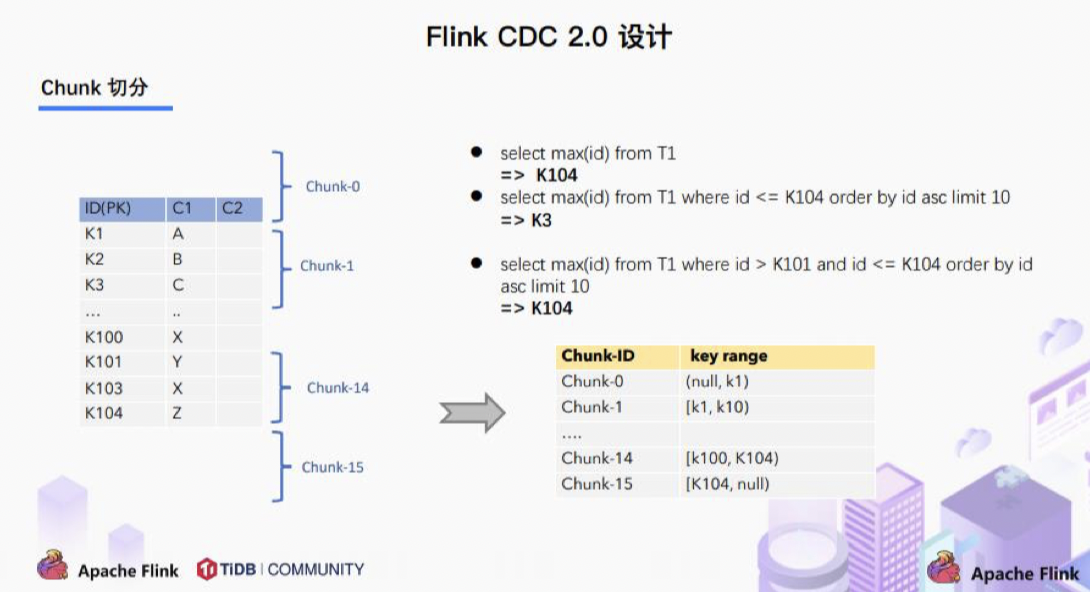 Flink CDC 2.0 设计
Chunk 切分
ID(PK) C1 C2
K1 A
K2 B
K3 C
... ..
K100 X
K101 Y
K103 X
K104 Z
Chunk-0
Chunk-1
Chunk-14
Chunk-15
● select max(id) from T1
=> K104
● select max(id) from T1 where id <= K104 order by id asc limit 10
=> K3
● select max(id) from T1 where id > K101 and id <= K104 order by id
asc limit 10
=> K104
Chunk-ID key range
Chunk-0 (null, k1)
Chunk-1 [k1, k10)
....
Chunk-14 [k100, K104)
Chunk-15 [K104, null)
Apache Flink
TiDB | COMMUNITY
Apache Flink